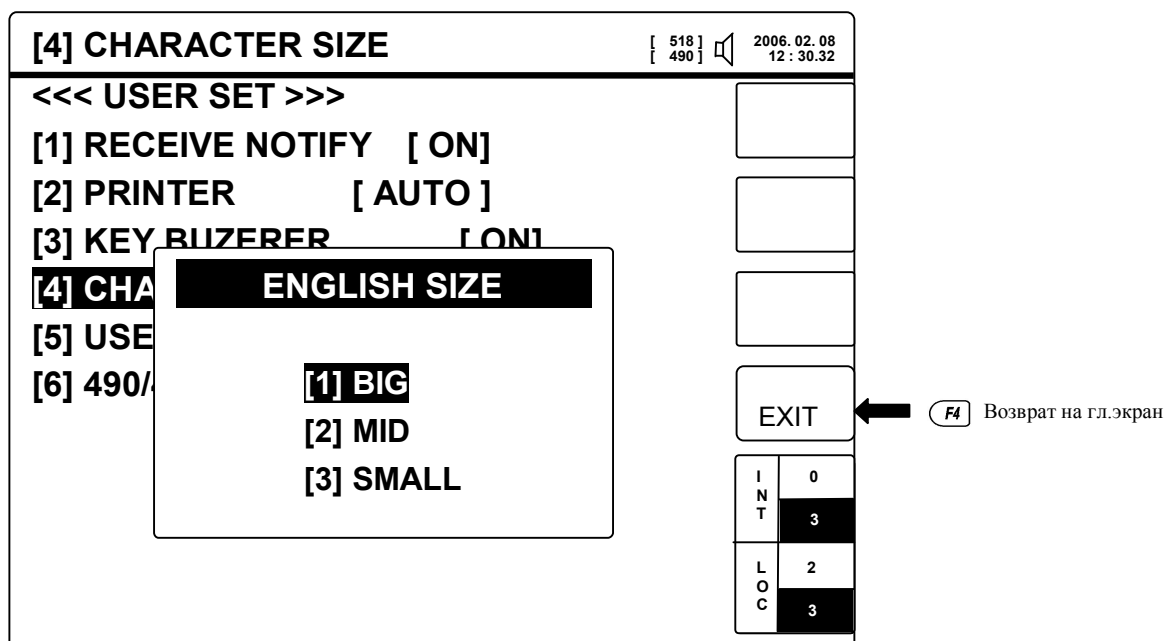 [4] CHARACTER SIZE
[ 518 ]
[ 490 ]
2006. 02. 08
12 : 30.32
<<< USER SET >>>
[1] RECEIVE NOTIFY [ ON]
[2] PRINTER [ AUTO ]
[3] KEY BUZERER [ ON]
[4] CHA
[5] USE
[6] 490/
ENGLISH SIZE
[1] BIG
[2] MID
[3] SMALL
EXIT
F4 Возврат на гл.экран
INT
0
3
LOC
2
3